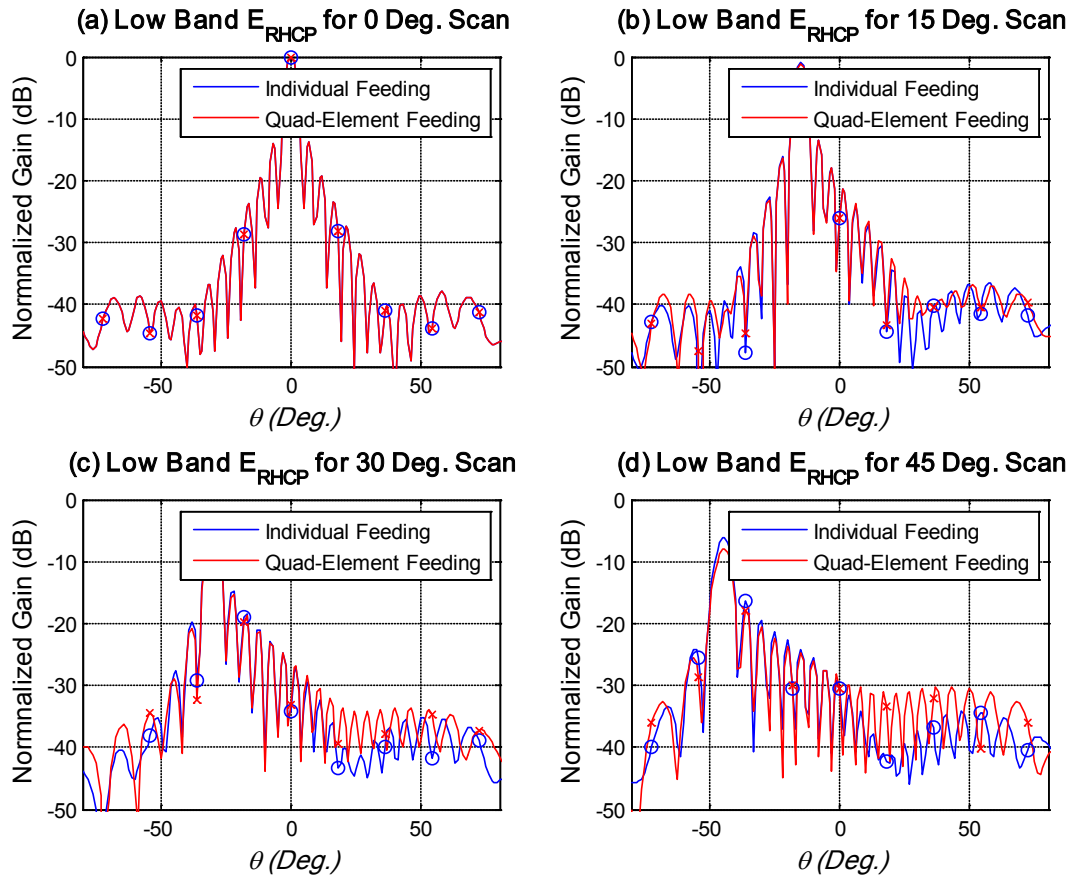 (a) Low Band E_RHCP for 0 Deg. Scan
Normnalized Gain (dB)
0
-10
-20
-30
-40
-50
Individual Feeding
Quad-Element Feeding
-50
0
50
θ (Deg.)
(b) Low Band E_RHCP for 15 Deg. Scan
Normnalized Gain (dB)
0
-10
-20
-30
-40
-50
Individual Feeding
Quad-Element Feeding
-50
0
50
θ (Deg.)
(c) Low Band E_RHCP for 30 Deg. Scan
Normnalized Gain (dB)
0
-10
-20
-30
-40
-50
Individual Feeding
Quad-Element Feeding
-50
0
50
θ (Deg.)
(d) Low Band E_RHCP for 45 Deg. Scan
Normnalized Gain (dB)
0
-10
-20
-30
-40
-50
Individual Feeding
Quad-Element Feeding
-50
0
50
θ (Deg.)